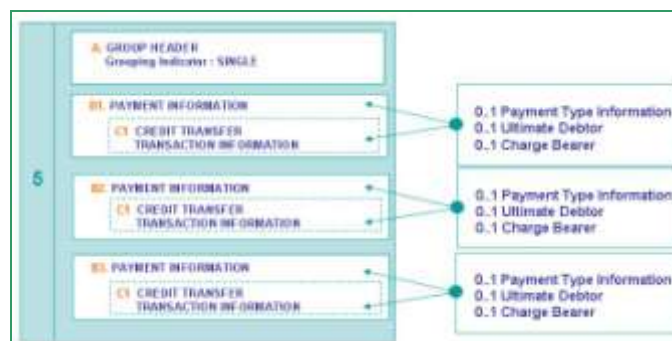 5
A. GROUP HEADER
Grouping Indicator : SINGLE
B1. PAYMENT INFORMATION
C1 CREDIT TRANSFER
TRANSACTION INFORMATION
0..1 Payment Type Information
0..1 Ultimate Debtor
0..1 Charge Bearer
B2. PAYMENT INFORMATION
C1 CREDIT TRANSFER
TRANSACTION INFORMATION
0..1 Payment Type Information
0..1 Ultimate Debtor
0..1 Charge Bearer
B3. PAYMENT INFORMATION
C1 CREDIT TRANSFER
TRANSACTION INFORMATION
0..1 Payment Type Information
0..1 Ultimate Debtor
0..1 Charge Bearer